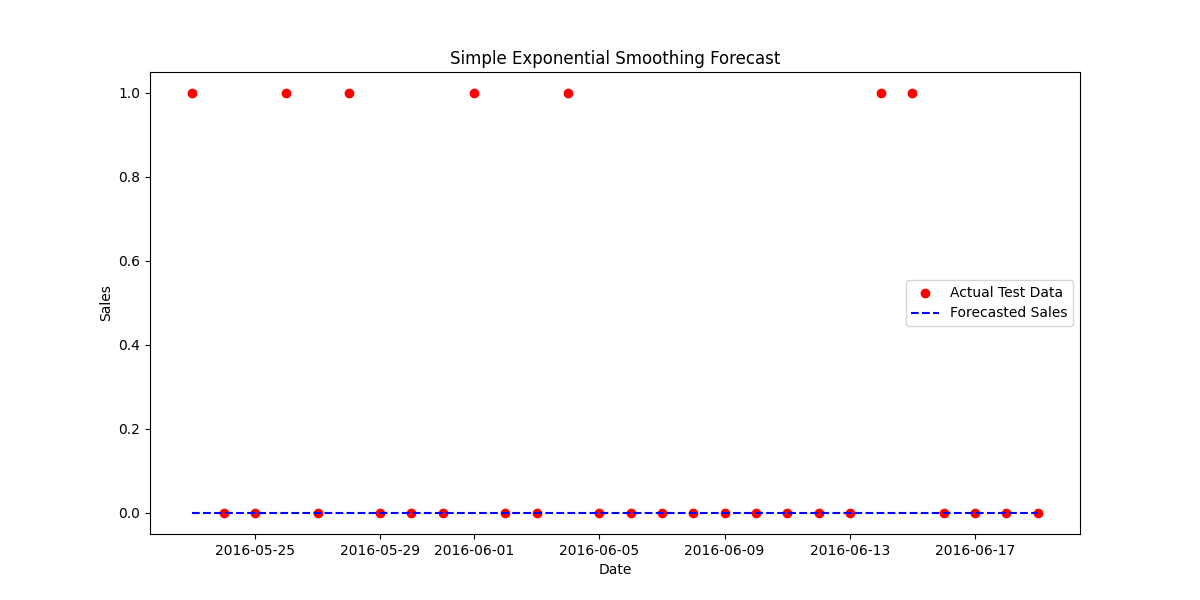 Simple Exponential Smoothing Forecast
1.0
0.8
0.6
0.4
0.2
0.0
Sales
Actual Test Data
Forecasted Sales
2016-05-25 2016-05-29 2016-06-01 2016-06-05 2016-06-09 2016-06-13 2016-06-17
Date